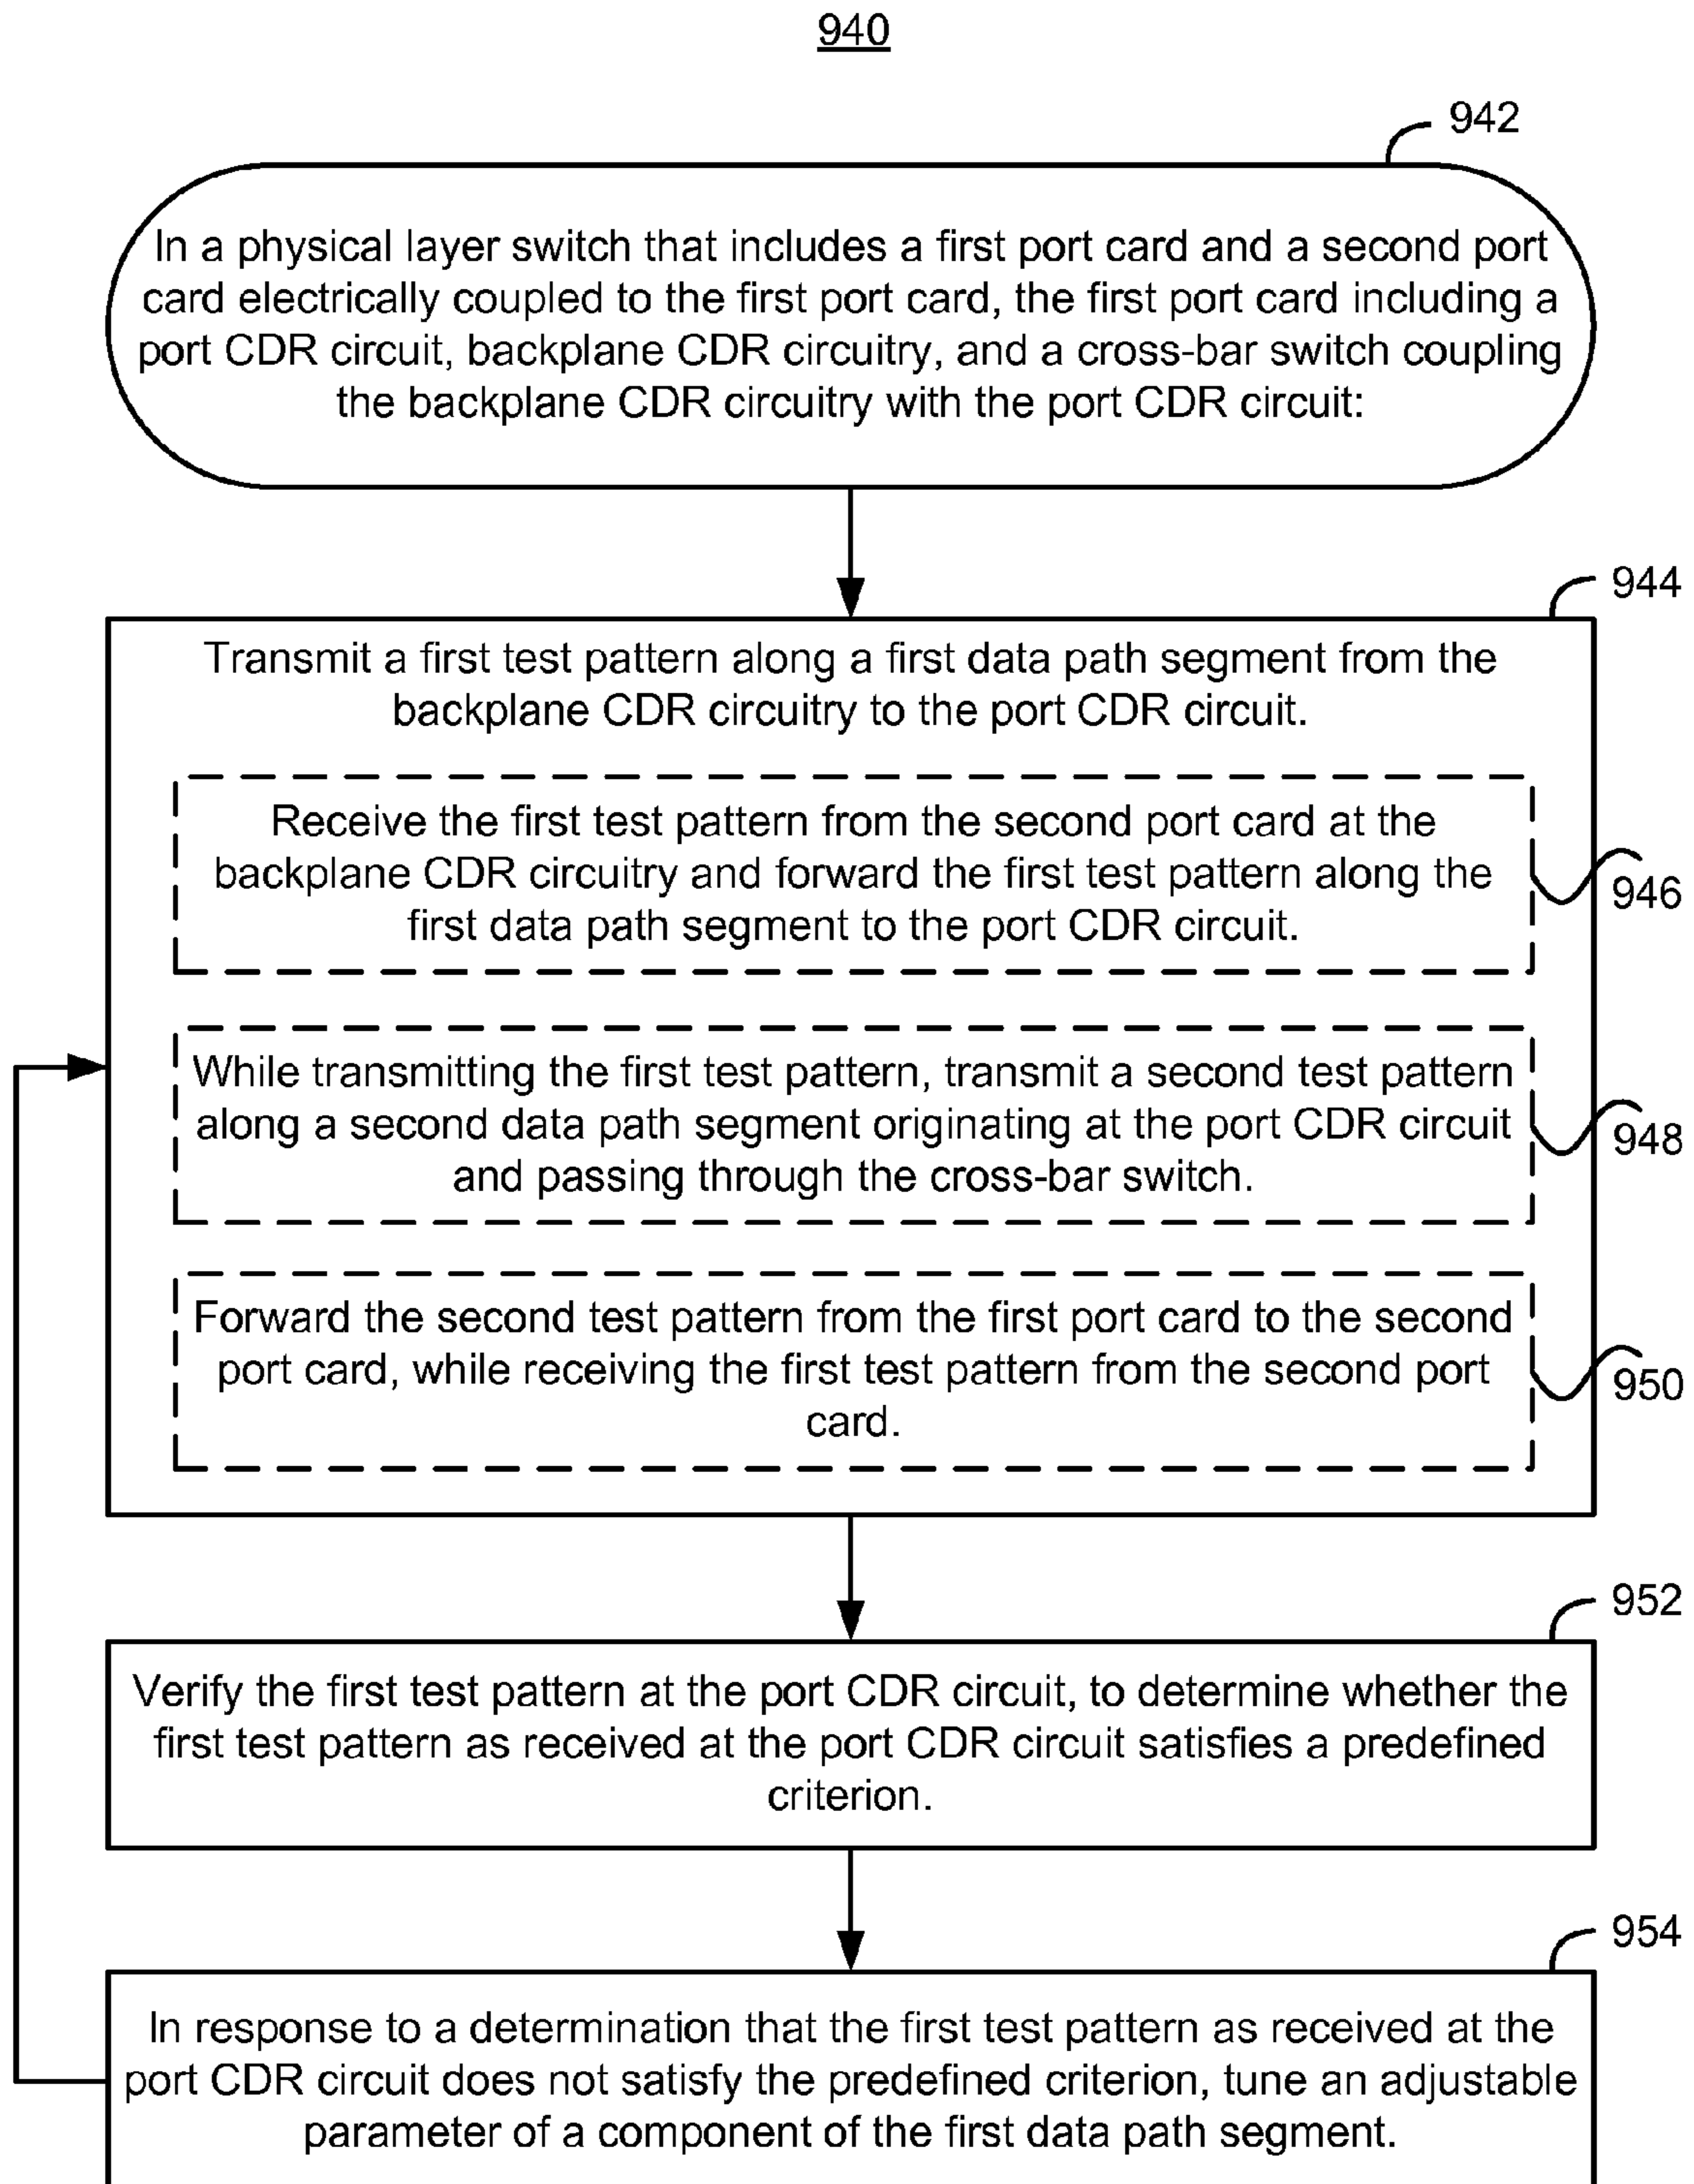 940
942
In a physical layer switch that includes a first port card and a second port
card electrically coupled to the first port card, the first port card including a
port CDR circuit, backplane CDR circuitry, and a cross-bar switch coupling
the backplane CDR circuitry with the port CDR circuit:
944
Transmit a first test pattern along a first data path segment from the
backplane CDR circuitry to the port CDR circuit.
Receive the first test pattern from the second port card at the
backplane CDR circuitry and forward the first test pattern along the
first data path segment to the port CDR circuit.
946
While transmitting the first test pattern, transmit a second test pattern
along a second data path segment originating at the port CDR circuit
and passing through the cross-bar switch.
948
Forward the second test pattern from the first port card to the second
port card, while receiving the first test pattern from the second port
card.
950
952
Verify the first test pattern at the port CDR circuit, to determine whether the
first test pattern as received at the port CDR circuit satisfies a predefined
criterion.
954
In response to a determination that the first test pattern as received at the
port CDR circuit does not satisfy the predefined criterion, tune an adjustable
parameter of a component of the first data path segment.